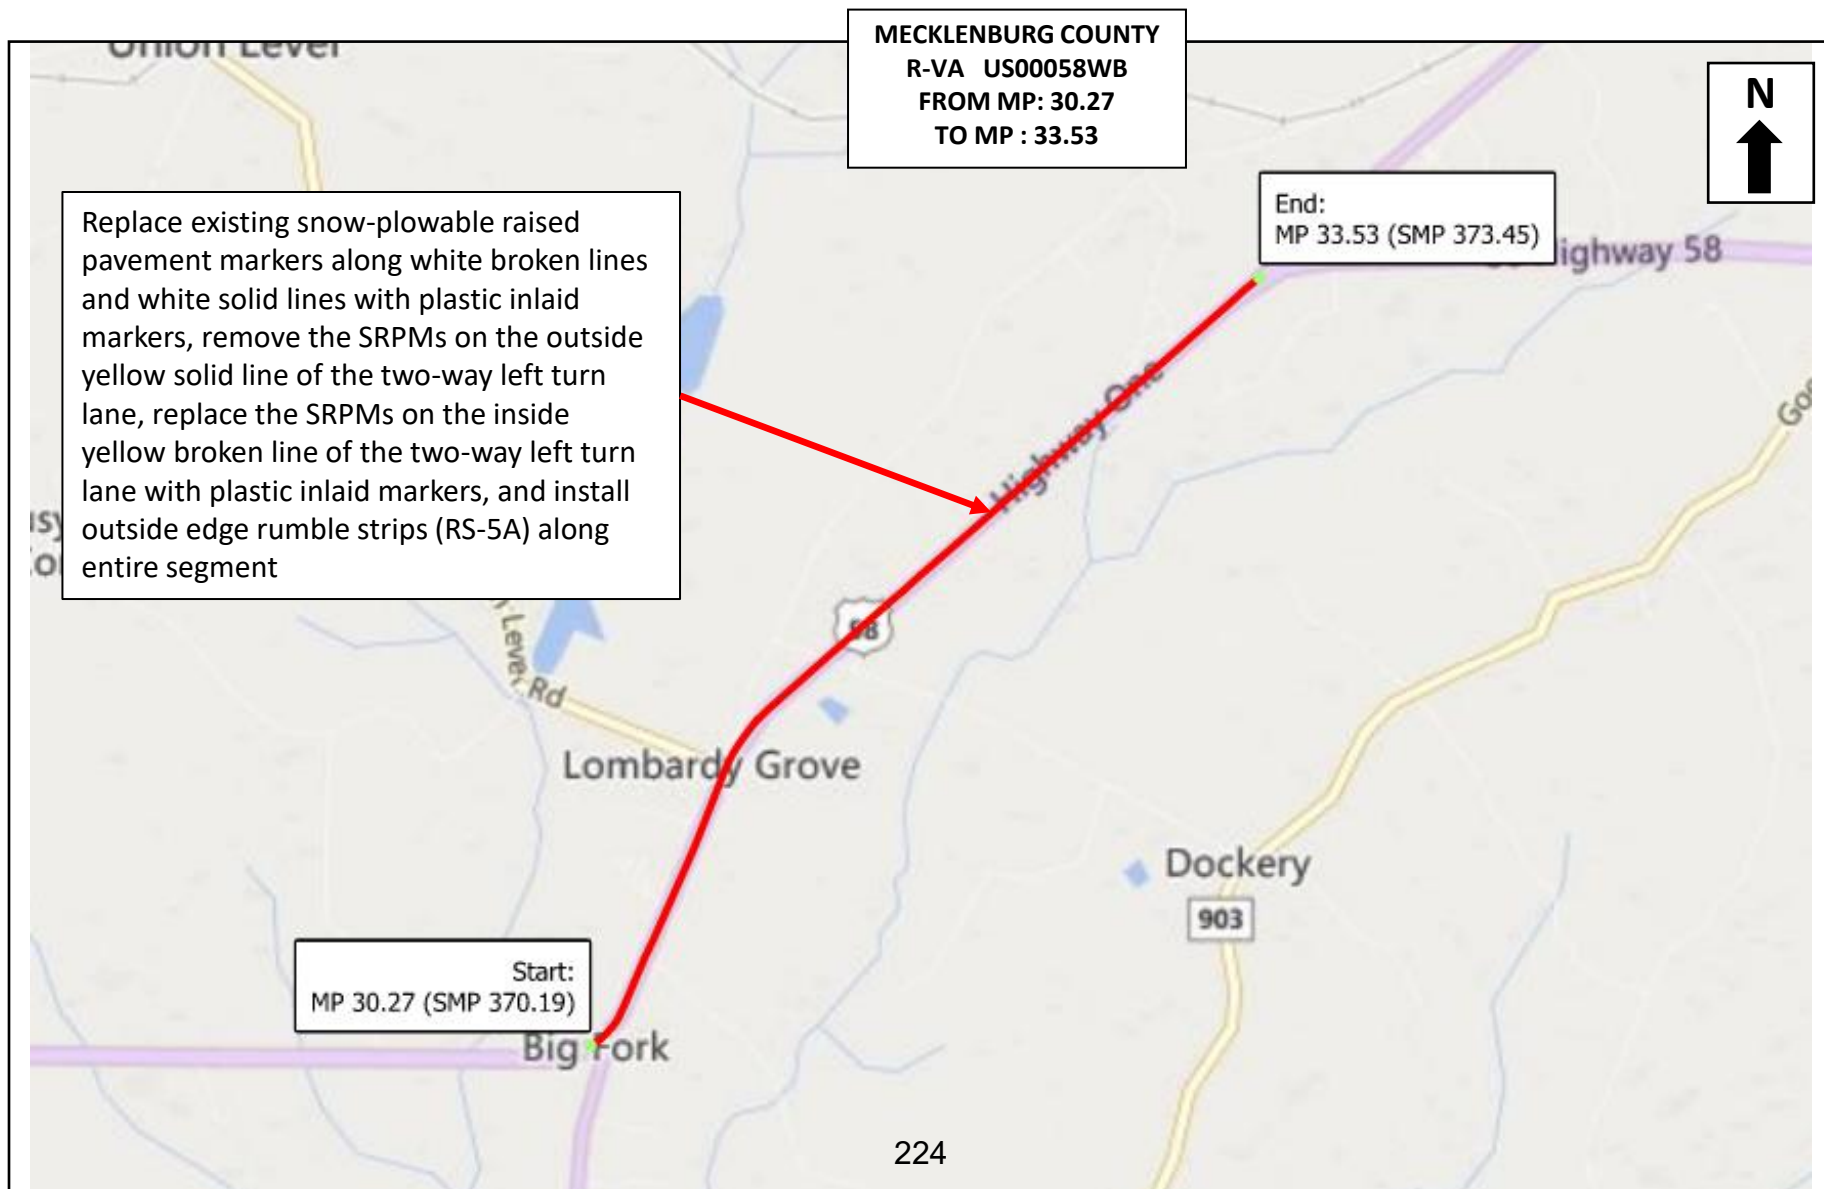 MECKLENBURG COUNTY
R-VA US00058WB
FROM MP: 30.27
TO MP : 33.53
Union Level
N
Replace existing snow-plowable raised
pavement markers along white broken lines
and white solid lines with plastic inlaid
markers, remove the SRPMs on the outside
yellow solid line of the two-way left turn
lane, replace the SRPMs on the inside
yellow broken line of the two-way left turn
lane with plastic inlaid markers, and install
outside edge rumble strips (RS-5A) along
entire segment
End:
MP 33.53 (SMP 373.45)
ighway 58
Highway One
Gos
Level Rd
Lombardy Grove
Dockery
903
Start:
MP 30.27 (SMP 370.19)
Big Fork
224